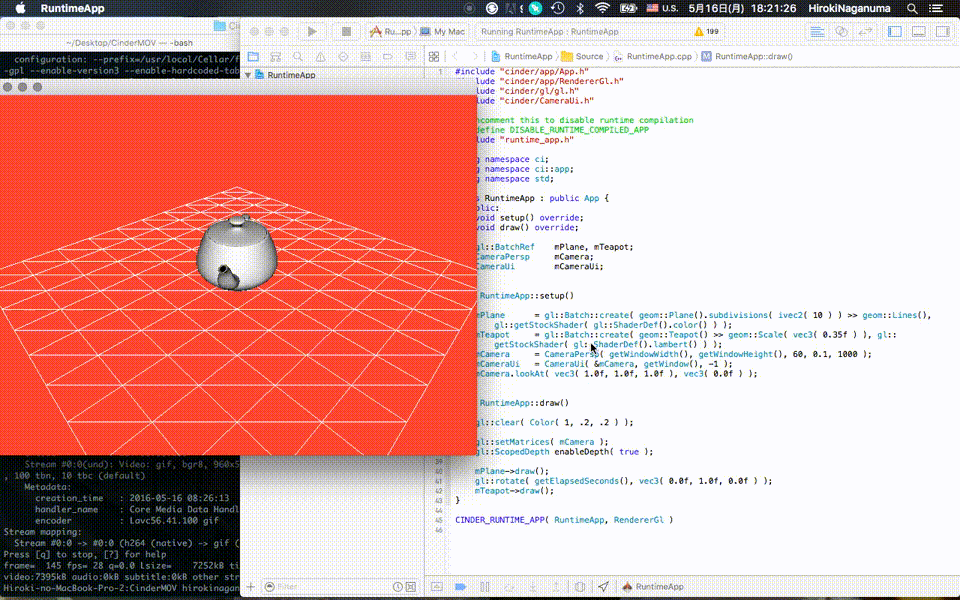 RuntimeApp
U.S. 5月16日(月) 18:21:26 HirokiNaganuma
~/Desktop/CinderMOV — -bash
configuration: --prefix=/usr/local/Cellar/f
-gpl --enable-version3 --enable-hardcoded-tab
Ru...pp My Mac Running RuntimeApp : RuntimeApp 199
RuntimeApp Source RuntimeApp.cpp RuntimeApp::draw()
RuntimeApp
1 #include "cinder/app/App.h"
clude "cinder/app/RendererGl.h"
clude "cinder/gl/gl.h"
clude "cinder/CameraUi.h"
ncomment this to disable runtime compilation
define DISABLE_RUNTIME_COMPILED_APP
lude "runtime_app.h"
g namespace ci;
g namespace ci::app;
g namespace std;
s RuntimeApp : public App {
blic:
void setup() override;
void draw() override;
gl::BatchRef mPlane, mTeapot;
CameraPersp mCamera;
CameraUi mCameraUi;
RuntimeApp::setup()
mPlane = gl::Batch::create( geom::Plane().subdivisions( ivec2( 10 ) ) >> geom::Lines(),
gl::getStockShader( gl::ShaderDef().color() ) );
mTeapot = gl::Batch::create( geom::Teapot() >> geom::Scale( vec3( 0.35f ) ), gl::
getStockShader( gl::ShaderDef().lambert() ) );
mCamera = CameraPersp( getWindowWidth(), getWindowHeight(), 60, 0.1, 1000 );
mCameraUi = CameraUi( &mCamera, getWindow(), -1 );
mCamera.lookAt( vec3( 1.0f, 1.0f, 1.0f ), vec3( 0.0f ) );
RuntimeApp::draw()
gl::clear( Color( 1, .2, .2 ) );
gl::setMatrices( mCamera );
gl::ScopedDepth enableDepth( true );
40 mPlane->draw();
41 gl::rotate( getElapsedSeconds(), vec3( 0.0f, 1.0f, 0.0f ) );
42 mTeapot->draw();
43 }
44
45 CINDER_RUNTIME_APP( RuntimeApp, RendererGl )
46
Stream #0:0(und): Video: gif, bgr8, 960x5
, 100 tbn, 10 tbc (default)
Metadata:
creation_time : 2016-05-16 08:26:13
handler_name : Core Media Data Handl
encoder : Lavc56.41.100 gif
Stream mapping:
Stream #0:0 -> #0:0 (h264 (native) -> gif (
Press [q] to stop, [?] for help
frame= 145 fps= 28 q=0.0 Lsize= 7252kB ti
video:7395kB audio:0kB subtitle:0kB other str
Hiroki-no-MacBook-Pro-2:CinderMOV hirokinagan
Filter
RuntimeApp